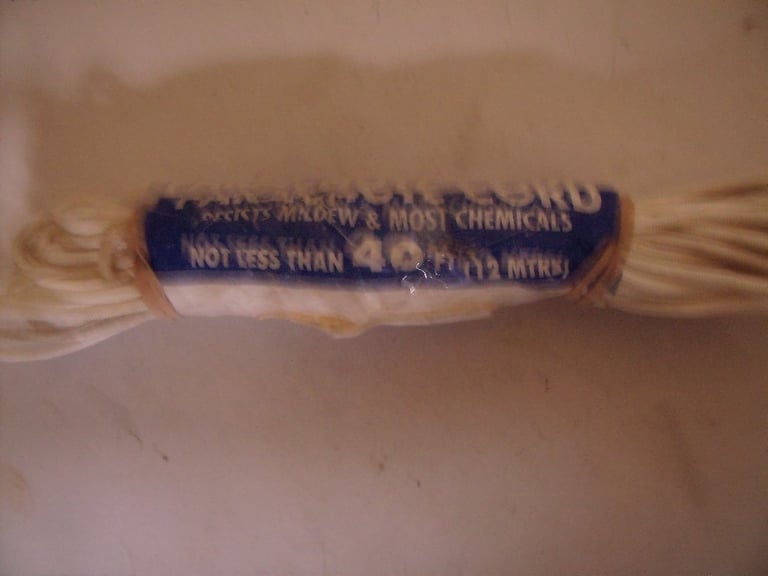 CORD
RESISTS MILDEW & MOST CHEMICALS
NOT LESS THAN 40 FT (12 MTRS)